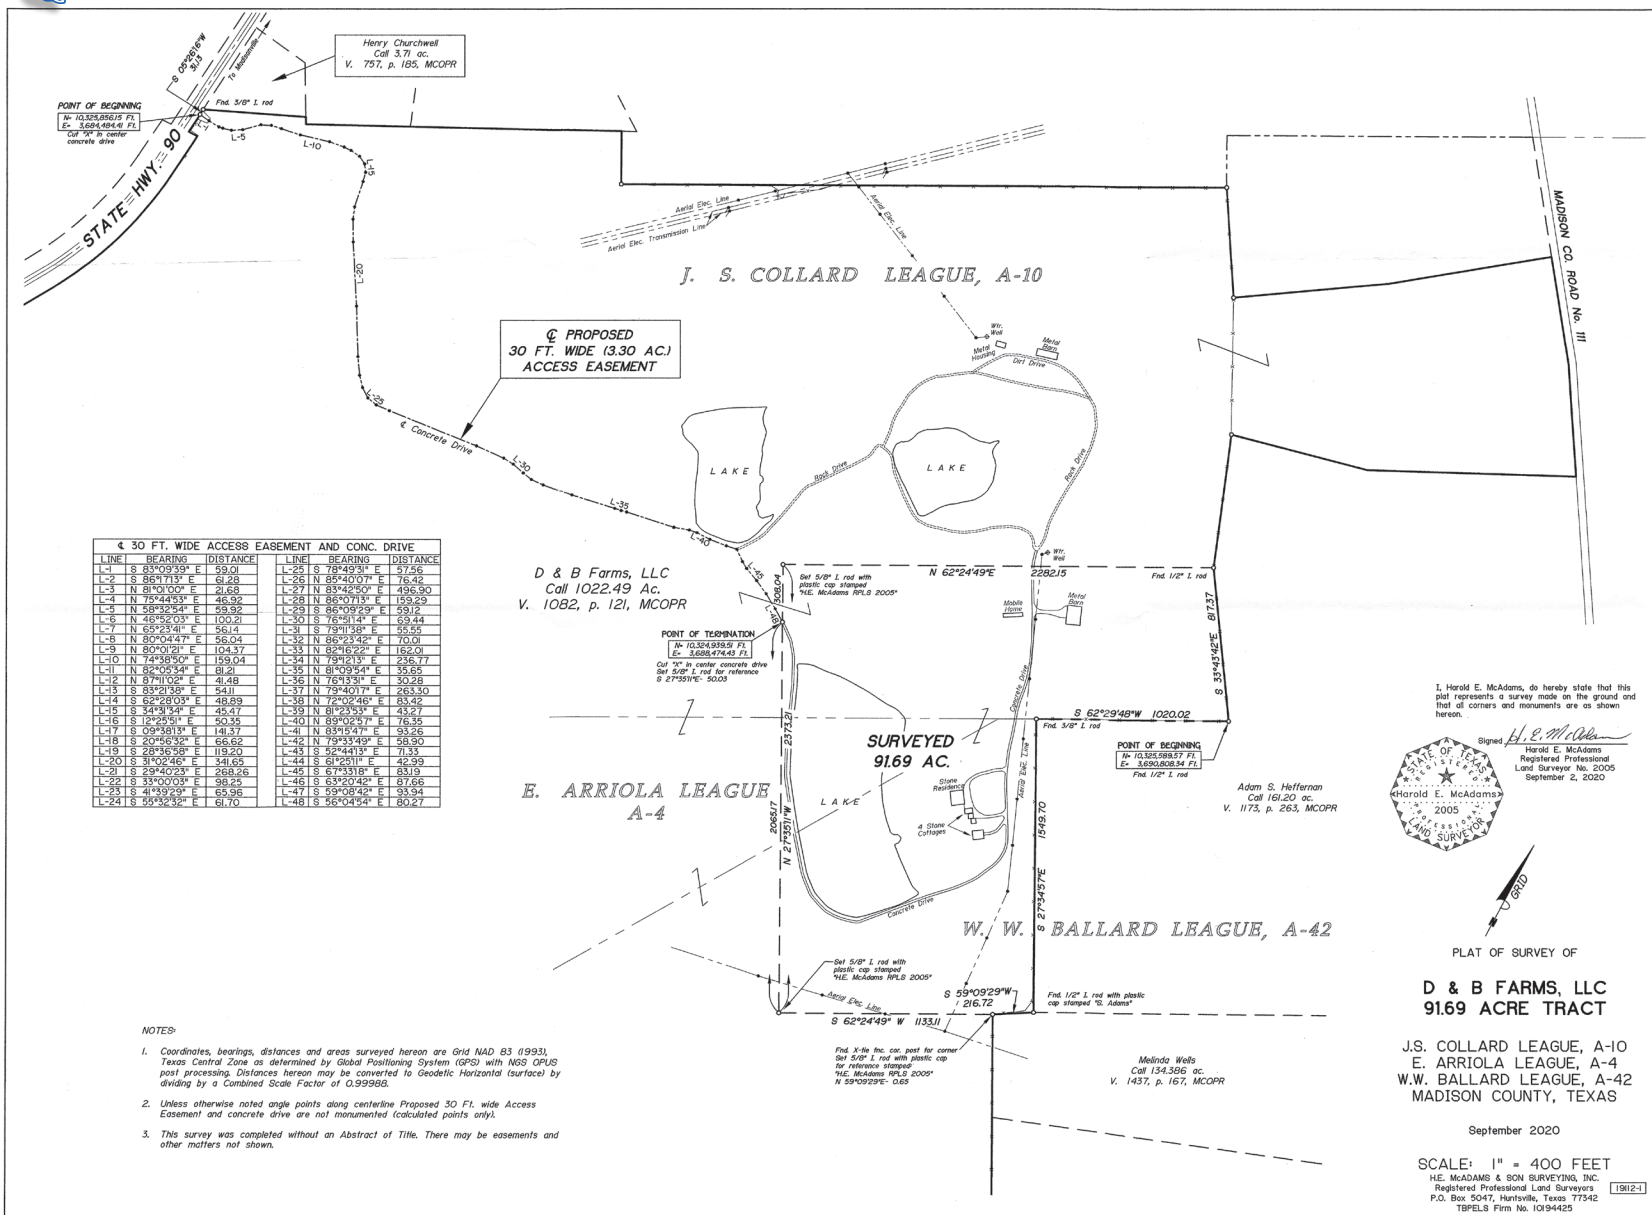 S 05°26'16"W
31.13
To Madisonville
Henry Churchwell
Call 3.71 ac.
V. 757, p. 185, MCOPR
POINT OF BEGINNING
N= 10,325,856.15 Ft.
E= 3,684,484.41 Ft.
Cut "X" in center
concrete drive
Fnd. 3/8" I. rod
L-1
L-5
L-10
L-15
STATE HWY. 90
L-20
Aerial Elec. Line
Aerial Elec. Transmission Line
Aerial Elec. Line
MADISON CO. ROAD No. 111
J. S. COLLARD LEAGUE, A-10
℄ PROPOSED
30 FT. WIDE (3.30 AC.)
ACCESS EASEMENT
Wtr.
Well
Metal
Housing
Metal
Barn
Dirt Drive
L-25
℄ Concrete Drive
L-30
L-35
L-40
LAKE
Rock Drive
LAKE
Rock Drive
℄ 30 FT. WIDE ACCESS EASEMENT AND CONC. DRIVE
LINE BEARING DISTANCE LINE BEARING DISTANCE
L-1 S 83°09'39" E 59.01 L-25 S 78°49'31" E 57.56
L-2 S 86°17'13" E 61.28 L-26 N 85°40'07" E 76.42
L-3 N 81°01'00" E 21.68 L-27 N 83°42'50" E 496.90
L-4 N 75°44'53" E 46.92 L-28 N 86°07'13" E 159.29
L-5 N 58°32'54" E 59.92 L-29 S 86°09'29" E 59.12
L-6 N 46°52'03" E 100.21 L-30 S 76°51'14" E 69.44
L-7 N 65°23'41" E 56.14 L-31 S 79°11'38" E 55.55
L-8 N 80°04'47" E 56.04 L-32 N 86°23'42" E 70.01
L-9 N 80°01'21" E 104.37 L-33 N 82°16'22" E 162.01
L-10 N 74°38'50" E 159.04 L-34 N 79°12'13" E 236.77
L-11 N 82°05'34" E 81.21 L-35 N 81°09'54" E 35.65
L-12 N 87°11'02" E 41.48 L-36 N 76°13'31" E 30.28
L-13 S 83°21'38" E 54.11 L-37 N 79°40'17" E 263.30
L-14 S 62°28'03" E 48.89 L-38 N 72°02'46" E 83.42
L-15 S 34°31'34" E 45.47 L-39 N 81°23'53" E 43.27
L-16 S 12°25'51" E 50.35 L-40 N 89°02'57" E 76.35
L-17 S 09°38'13" E 141.37 L-41 N 83°15'47" E 93.26
L-18 S 20°56'32" E 66.62 L-42 N 79°33'49" E 58.90
L-19 S 28°36'58" E 119.20 L-43 S 52°44'13" E 71.33
L-20 S 31°02'46" E 341.65 L-44 S 61°25'11" E 42.99
L-21 S 29°40'23" E 268.26 L-45 S 67°33'18" E 83.19
L-22 S 33°00'03" E 98.25 L-46 S 63°20'42" E 87.66
L-23 S 41°39'29" E 65.96 L-47 S 59°08'42" E 93.94
L-24 S 55°32'32" E 61.70 L-48 S 56°04'54" E 80.27
D & B Farms, LLC
Call 1022.49 Ac.
V. 1082, p. 121, MCOPR
L-45
L-48
308.04
Set 5/8" I. rod with
plastic cap stamped
"H.E. McAdams RPLS 2005"
N 62°24'49"E 2282.15
Wtr.
Well
Fnd. 1/2" I. rod
Mobile
Home
Metal
Barn
S 33°43'42"E 817.37
POINT OF TERMINATION
N= 10,324,939.51 Ft.
E= 3,688,474.43 Ft.
Cut "X" in center concrete drive
Set 5/8" I. rod for reference
S 27°35'11"E- 50.03
2373.21
Concrete Drive
S 62°29'48"W 1020.02
Fnd. 3/8" I. rod
POINT OF BEGINNING
N= 10,325,589.57 Ft.
E= 3,690,808.34 Ft.
Fnd. 1/2" I. rod
SURVEYED
91.69 AC.
Aerial Elec. Line
Stone
Residence
4 Stone
Cottages
LAKE
E. ARRIOLA LEAGUE
A-4
2065.17
N 27°35'11"W
S 27°34'57"E 1549.70
Concrete Drive
Adam S. Heffernan
Call 161.20 ac.
V. 1173, p. 263, MCOPR
I, Harold E. McAdams, do hereby state that this
plat represents a survey made on the ground and
that all corners and monuments are as shown
hereon.
Signed H. E. McAdams
Harold E. McAdams
Registered Professional
Land Surveyor No. 2005
September 2, 2020
STATE OF TEXAS
REGISTERED
Harold E. McAdams
2005
PROFESSIONAL
LAND SURVEYOR
GRID
W. W. BALLARD LEAGUE, A-42
Set 5/8" I. rod with
plastic cap stamped
"H.E. McAdams RPLS 2005"
Aerial Elec. Line
S 59°09'29"W
216.72
Fnd. 1/2" I. rod with plastic
cap stamped "S. Adams"
S 62°24'49" W 1133.11
Fnd. X-tie fnc. cor. post for corner
Set 5/8" I. rod with plastic cap
for reference stamped
"H.E. McAdams RPLS 2005"
N 59°09'29"E- 0.65
Melinda Wells
Call 134.386 ac.
V. 1437, p. 167, MCOPR
NOTES:
1. Coordinates, bearings, distances and areas surveyed hereon are Grid NAD 83 (1993),
Texas Central Zone as determined by Global Positioning System (GPS) with NGS OPUS
post processing. Distances hereon may be converted to Geodetic Horizontal (surface) by
dividing by a Combined Scale Factor of 0.99988.
2. Unless otherwise noted angle points along centerline Proposed 30 Ft. wide Access
Easement and concrete drive are not monumented (calculated points only).
3. This survey was completed without an Abstract of Title. There may be easements and
other matters not shown.
PLAT OF SURVEY OF
D & B FARMS, LLC
91.69 ACRE TRACT
J.S. COLLARD LEAGUE, A-10
E. ARRIOLA LEAGUE, A-4
W.W. BALLARD LEAGUE, A-42
MADISON COUNTY, TEXAS
September 2020
SCALE: 1" = 400 FEET
H.E. McADAMS & SON SURVEYING, INC.
Registered Professional Land Surveyors
P.O. Box 5047, Huntsville, Texas 77342
TBPELS Firm No. 10194425
19112-1